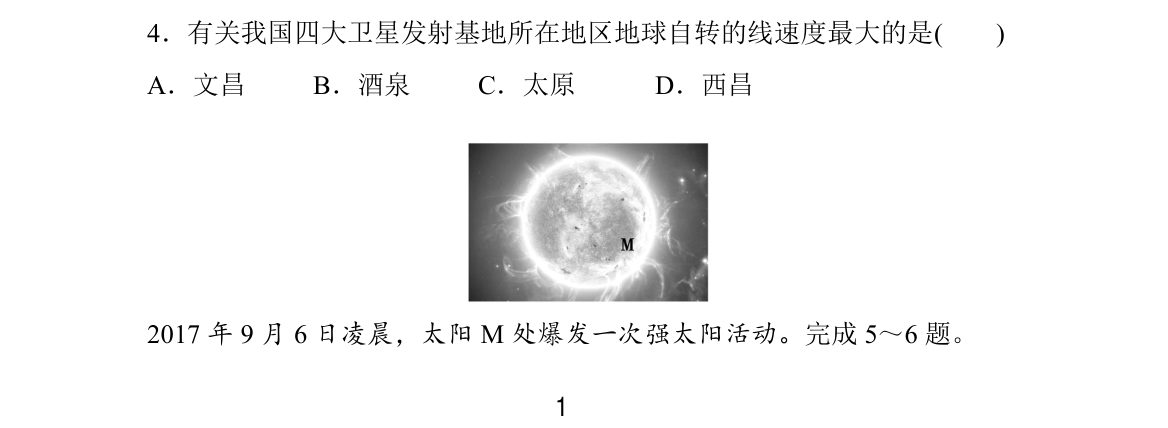 4．有关我国四大卫星发射基地所在地区地球自转的线速度最大的是(　　)
A．文昌　　B．酒泉　　C．太原　　D．西昌
M
2017 年 9 月 6 日凌晨，太阳 M 处爆发一次强太阳活动。完成 5～6 题。
1